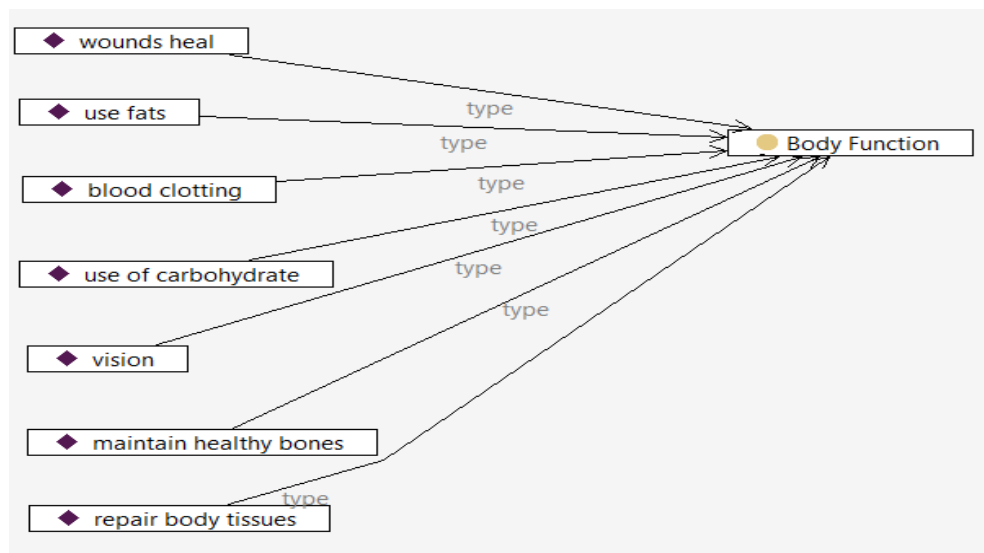 wounds heal
type
use fats
type
Body Function
blood clotting
type
type
use of carbohydrate
type
type
vision
maintain healthy bones
type
repair body tissues